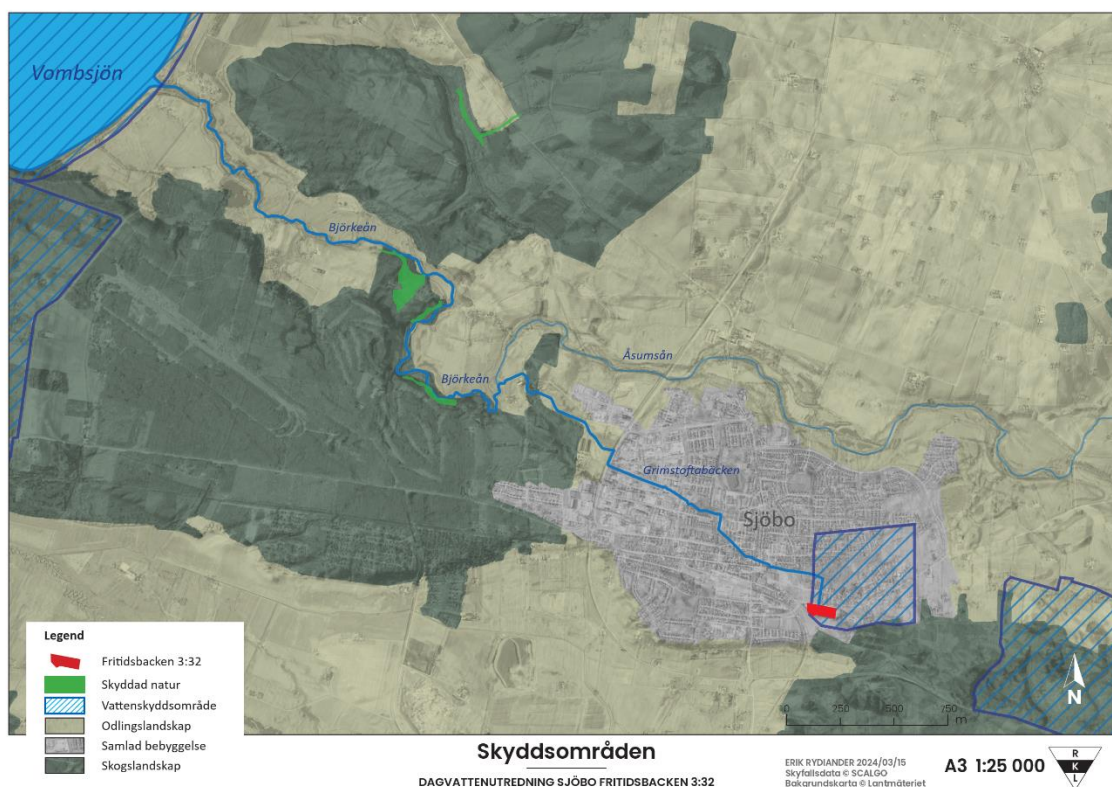 Vombsjön
Björkeån
Björkeån
Åsumsån
Grimstoftabäcken
Sjöbo
Legend
Fritidsbacken 3:32
Skyddad natur
Vattenskyddsområde
Odlingslandskap
Samlad bebyggelse
Skogslandskap
N
0 250 500 750
m
Skyddsområden
DAGVATTENUTREDNING SJÖBO FRITIDSBACKEN 3:32
ERIK RYDIANDER 2024/03/15
Skyfallsdata © SCALGO
Bakgrundskarta © Lantmäteriet
A3 1:25 000
R
K
L